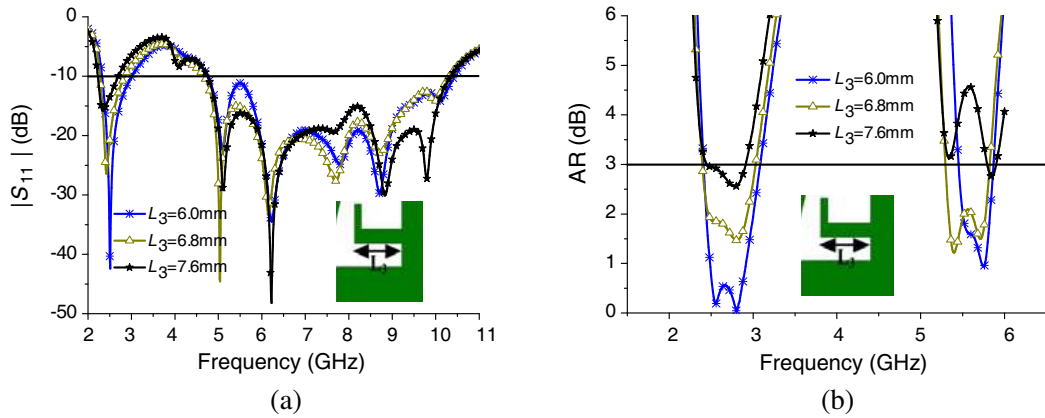 0
-10
-20
-30
-40
-50
|S11| (dB)
L3=6.0mm
L3=6.8mm
L3=7.6mm
L3
2 3 4 5 6 7 8 9 10 11
Frequency (GHz)
(a)
6
5
4
3
2
1
0
AR (dB)
L3=6.0mm
L3=6.8mm
L3=7.6mm
L3
2 3 5 6
Frequency (GHz)
(b)